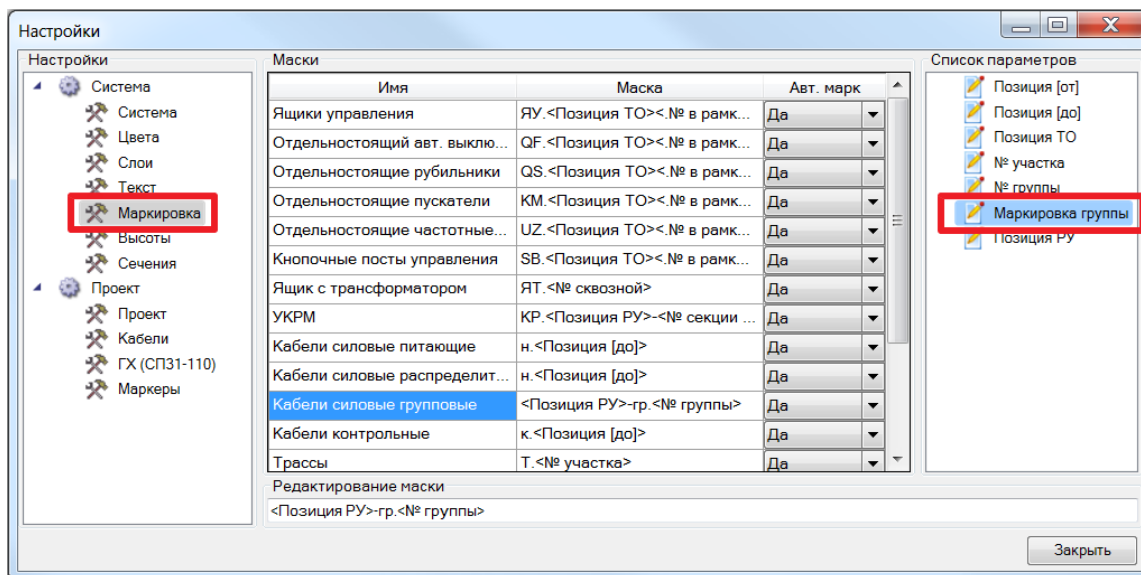 Настройки
Настройки
Система
Система
Цвета
Слои
Текст
Маркировка
Высоты
Сечения
Проект
Проект
Кабели
ГХ (СП31-110)
Маркеры
Маски
Имя Маска Авт. марк
Ящики управления ЯУ.<Позиция ТО><.№ в рамк... Да
Отдельностоящий авт. выклю... QF.<Позиция ТО><.№ в рамк... Да
Отдельностоящие рубильники QS.<Позиция ТО><.№ в рамк... Да
Отдельностоящие пускатели KM.<Позиция ТО><.№ в рамк... Да
Отдельностоящие частотные... UZ.<Позиция ТО><.№ в рамк... Да
Кнопочные посты управления SB.<Позиция ТО><.№ в рамк... Да
Ящик с трансформатором ЯТ.<№ сквозной> Да
УКРМ КР.<Позиция РУ>-<№ секции ... Да
Кабели силовые питающие н.<Позиция [до]> Да
Кабели силовые распределит... н.<Позиция [до]> Да
Кабели силовые групповые <Позиция РУ>-гр.<№ группы> Да
Кабели контрольные к.<Позиция [до]> Да
Трассы Т.<№ участка> Да
Редактирование маски
<Позиция РУ>-гр.<№ группы>
Список параметров
Позиция [от]
Позиция [до]
Позиция ТО
№ участка
№ группы
Маркировка группы
Позиция РУ
Закрыть